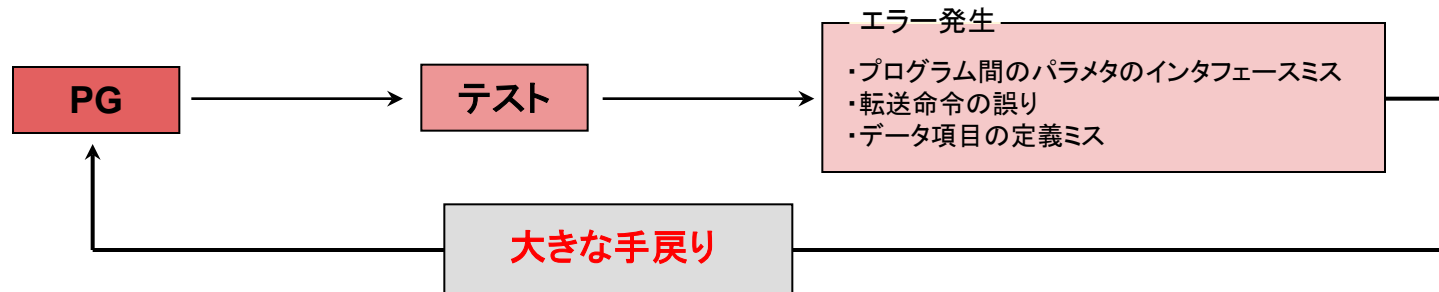 エラー発生
PG
テスト
・プログラム間のパラメタのインタフェースミス
・転送命令の誤り
・データ項目の定義ミス
大きな手戻り